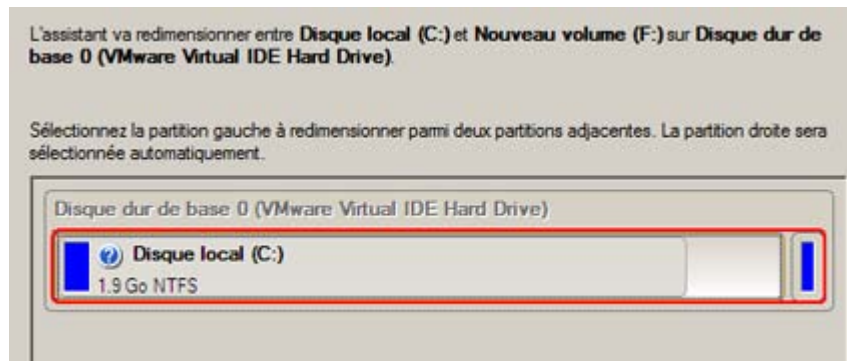 L'assistant va redimensionner entre Disque local (C:) et Nouveau volume (F:) sur Disque dur de
base 0 (VMware Virtual IDE Hard Drive).
Sélectionnez la partition gauche à redimensionner parmi deux partitions adjacentes. La partition droite sera
sélectionnée automatiquement.
Disque dur de base 0 (VMware Virtual IDE Hard Drive)
Disque local (C:)
1.9 Go NTFS